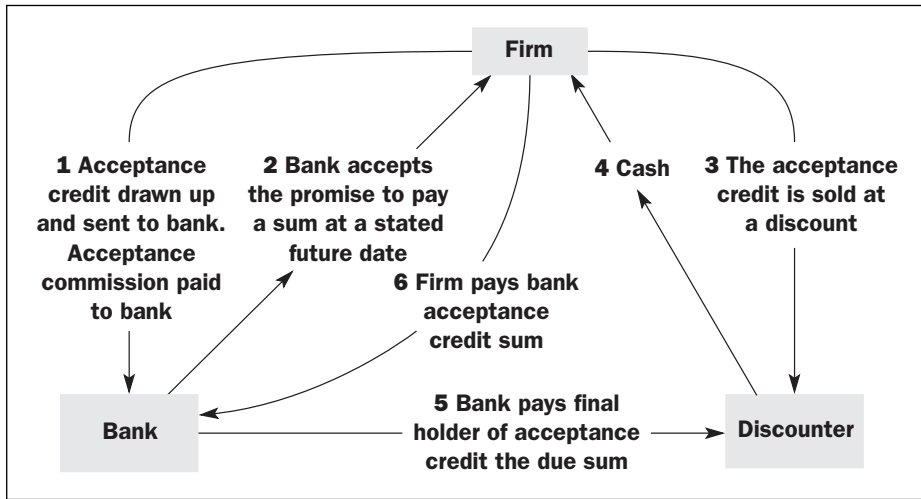 Firm
1 Acceptance
credit drawn up
and sent to bank.
Acceptance
commission paid
to bank
2 Bank accepts
the promise to pay
a sum at a stated
future date
4 Cash
3 The acceptance
credit is sold at
a discount
6 Firm pays bank
acceptance
credit sum
Bank
5 Bank pays final
holder of acceptance
credit the due sum
Discounter